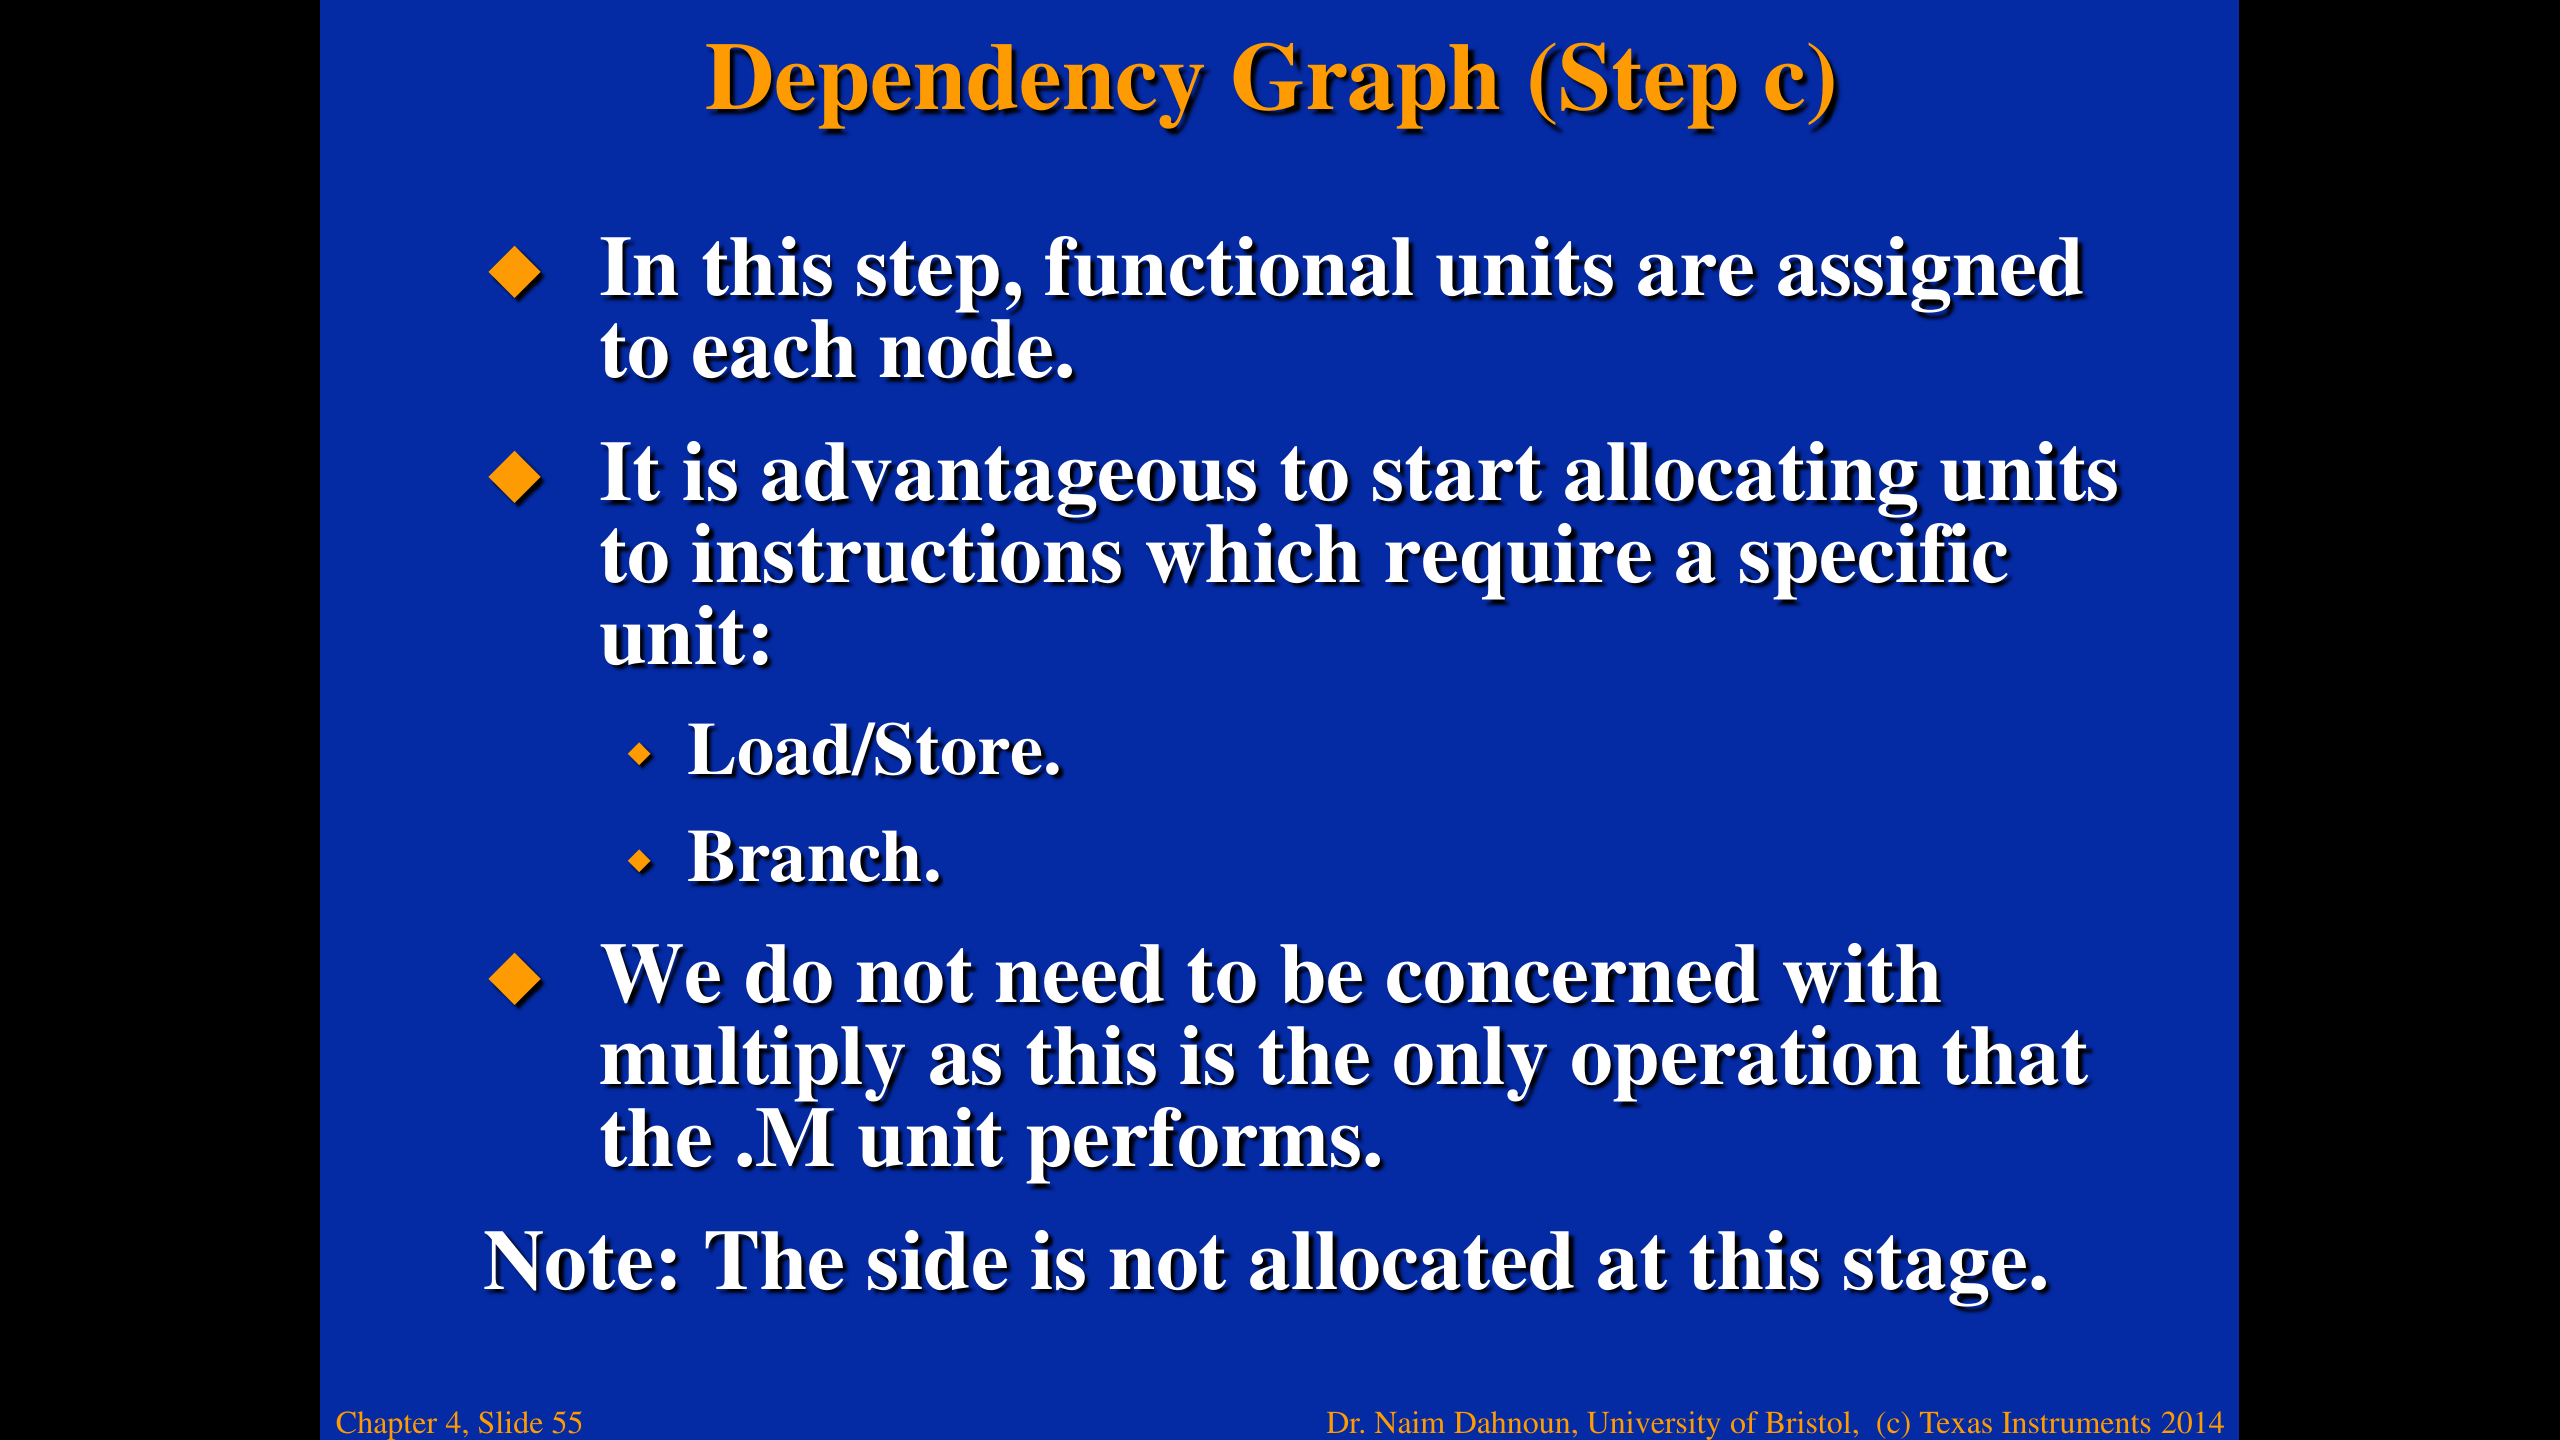 Dependency Graph (Step c)
In this step, functional units are assigned
to each node.
It is advantageous to start allocating units
to instructions which require a specific
unit:
Load/Store.
Branch.
We do not need to be concerned with
multiply as this is the only operation that
the .M unit performs.
Note: The side is not allocated at this stage.
Chapter 4, Slide 55
Dr. Naim Dahnoun, University of Bristol, (c) Texas Instruments 2014